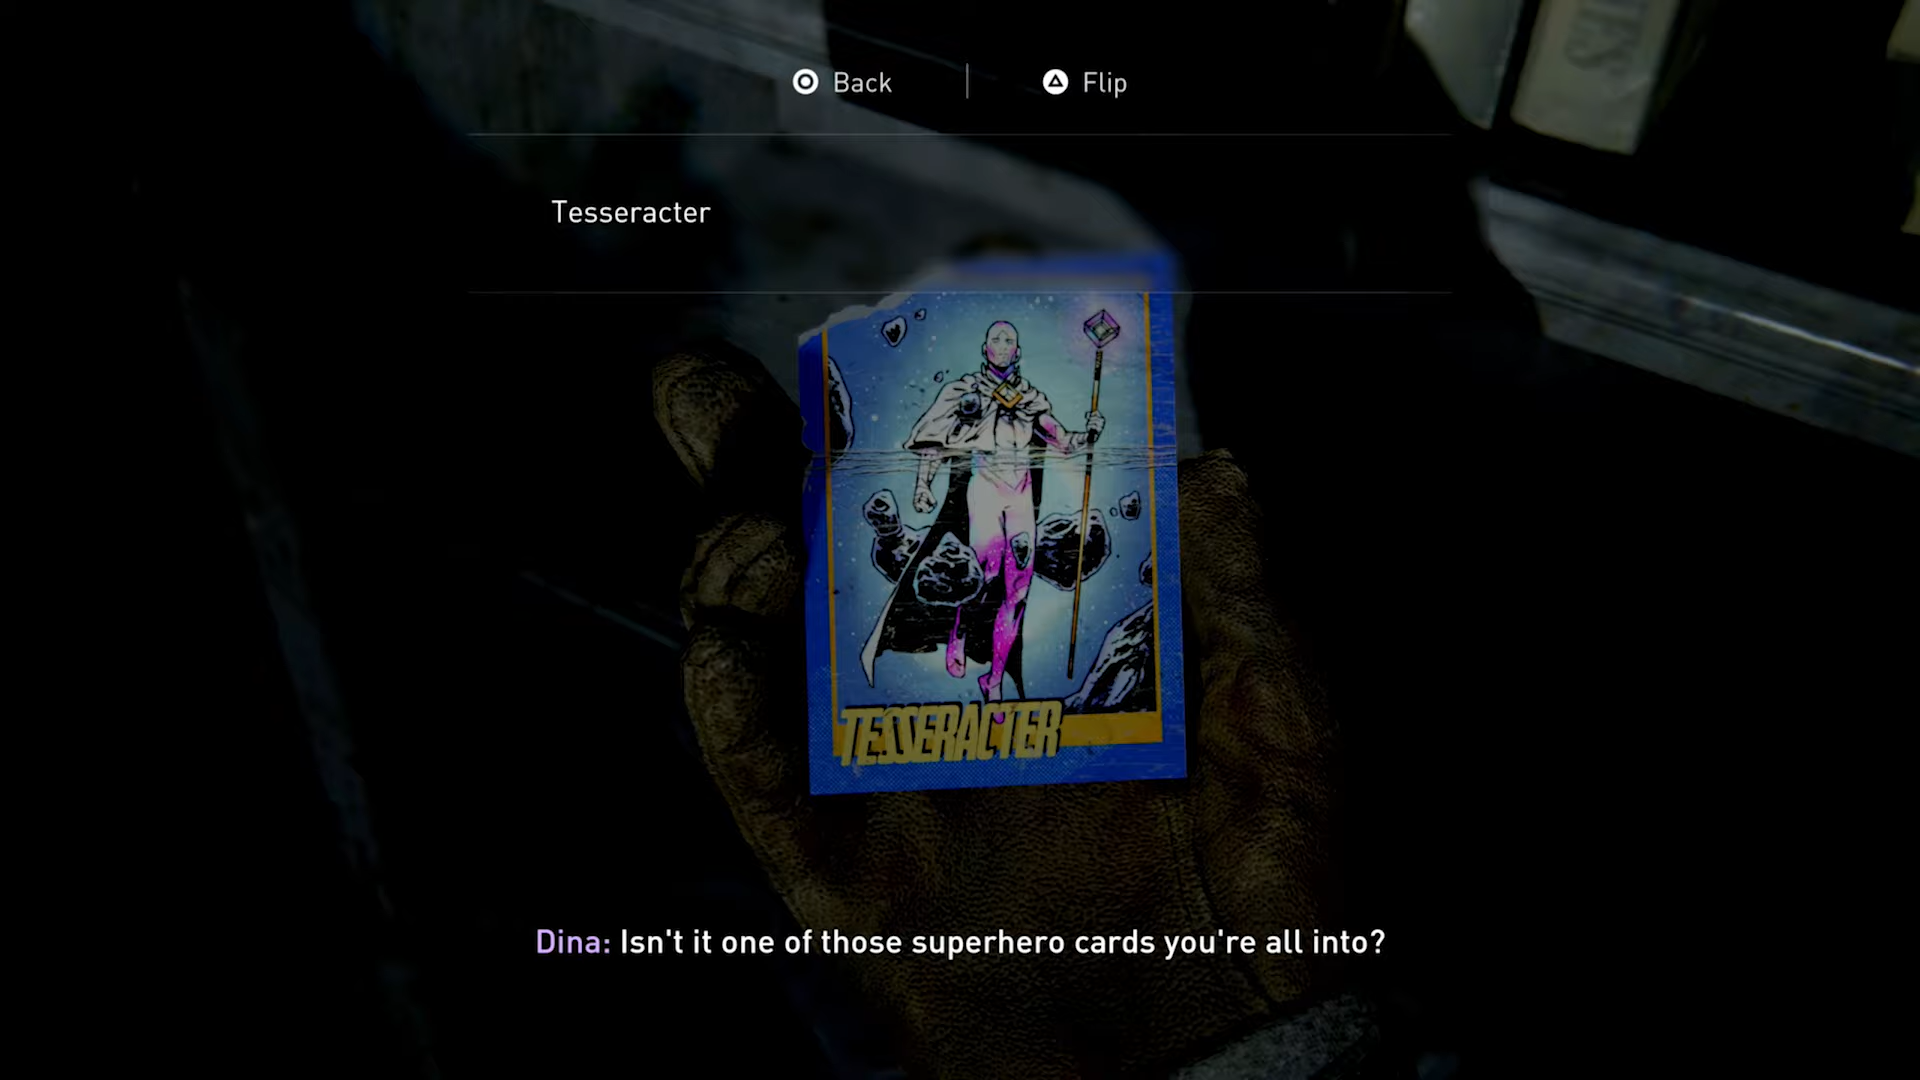 Back
Flip
Tesseracter
TESSERACTER
Dina: Isn't it one of those superhero cards you're all into?